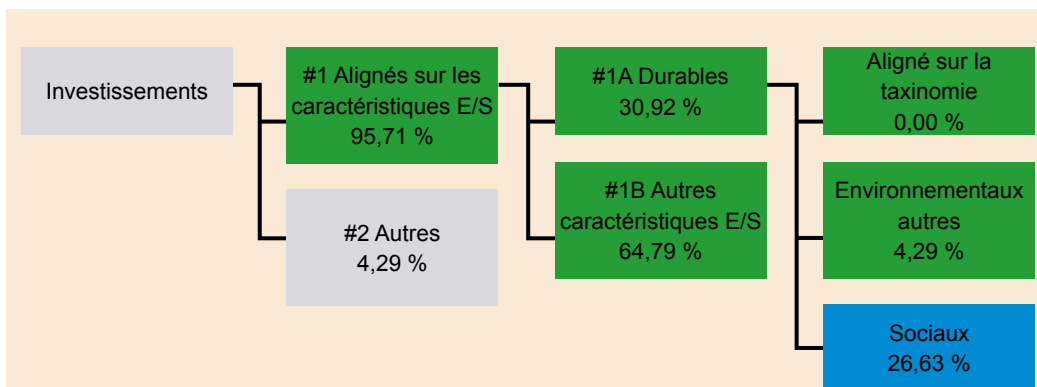 Investissements
#1 Alignés sur les
caractéristiques E/S
95,71 %
#2 Autres
4,29 %
#1A Durables
30,92 %
#1B Autres
caractéristiques E/S
64,79 %
Aligné sur la
taxinomie
0,00 %
Environnementaux
autres
4,29 %
Sociaux
26,63 %